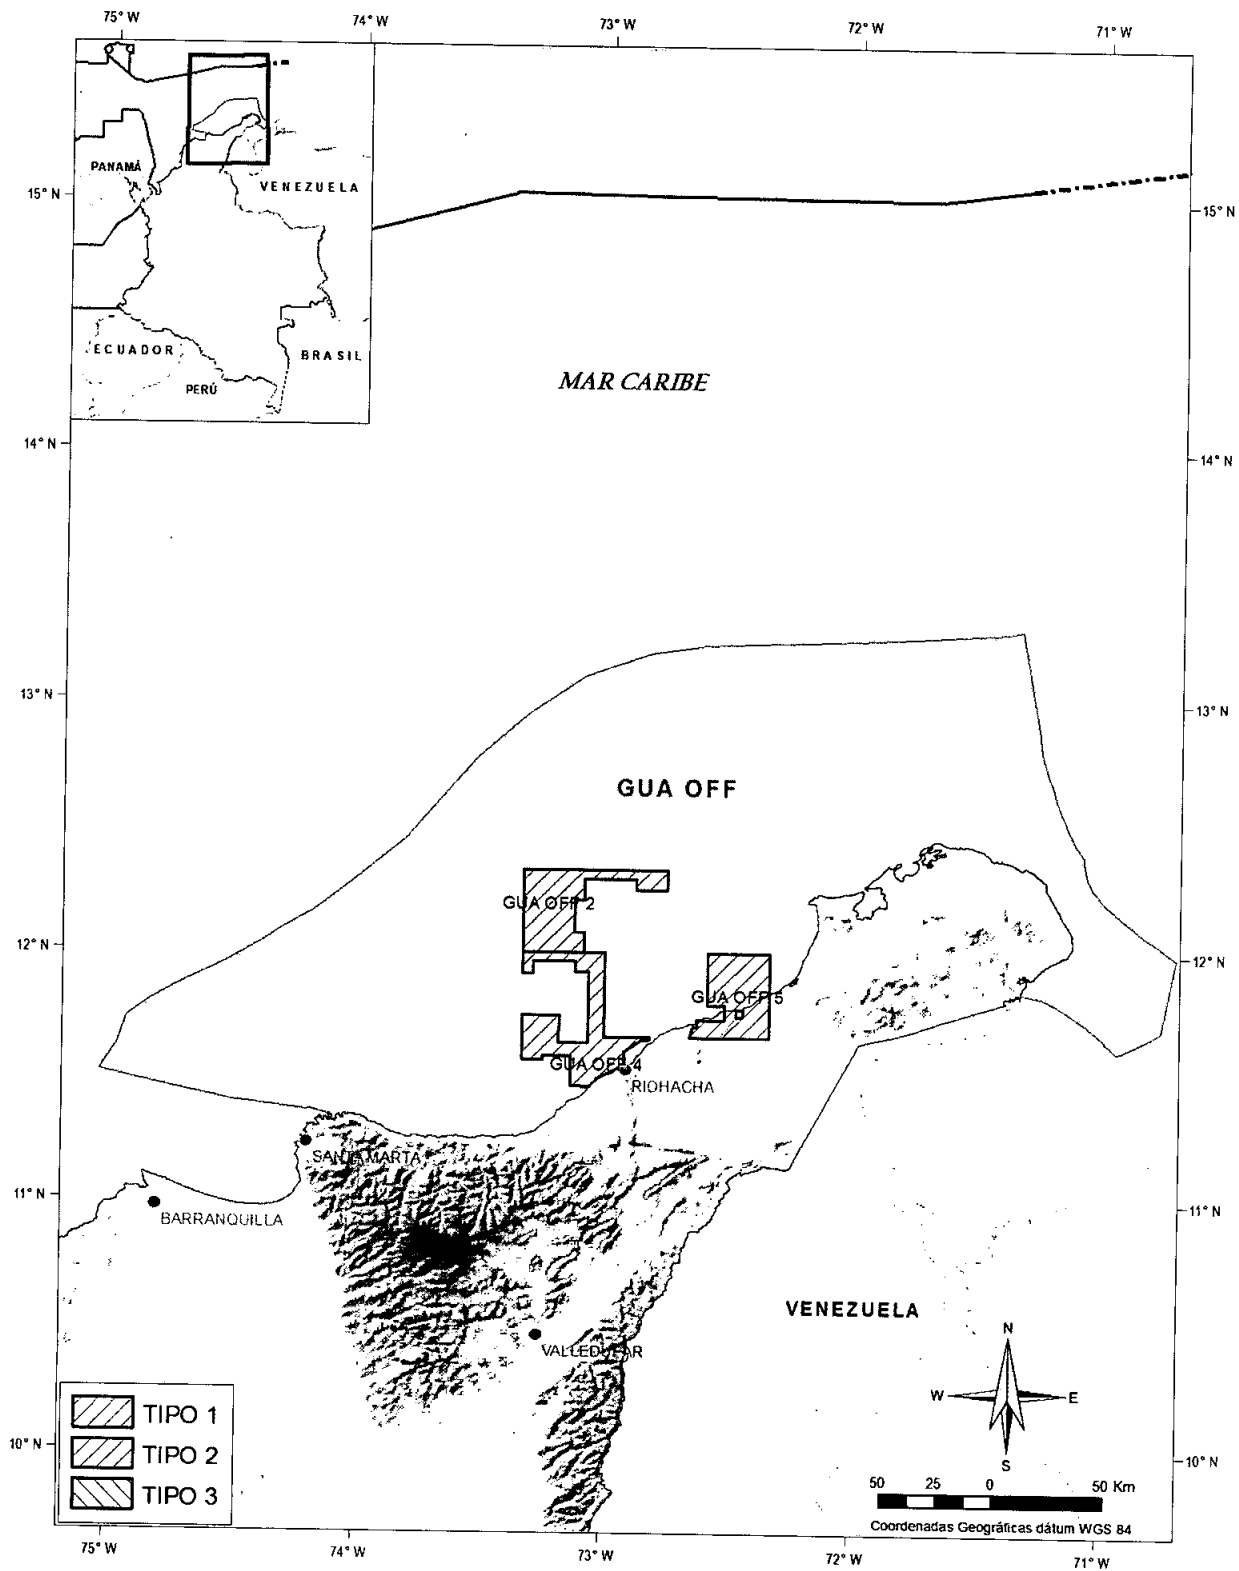 75° W
74° W
73° W
72° W
71° W
PANAMÁ
VENEZUELA
ECUADOR
PERÚ
BRASIL
15° N
15° N
MAR CARIBE
14° N
14° N
13° N
13° N
GUA OFF
GUA OFF 2
12° N
12° N
GUA OFF 5
GUA OFF 4
RIOHACHA
SANTA MARTA
11° N
11° N
BARRANQUILLA
VENEZUELA
VALLEDUPAR
N
W
E
S
TIPO 1
TIPO 2
TIPO 3
10° N
10° N
50 25 0 50 Km
Coordenadas Geográficas dátum WGS 84
75° W
74° W
73° W
72° W
71° W